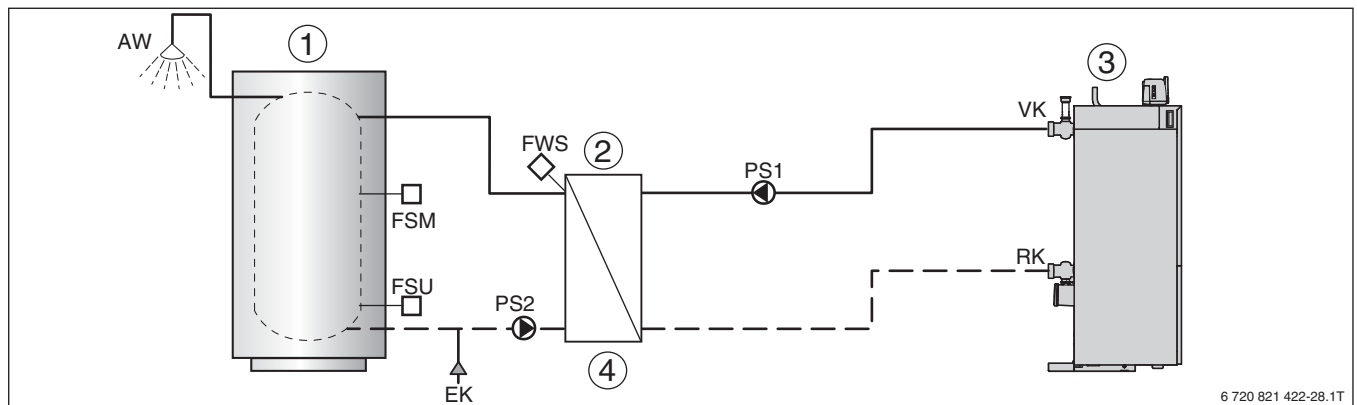 AW
1
3
VK
FWS
2
PS1
FSM
RK
FSU
PS2
4
EK
6 720 821 422-28.1T